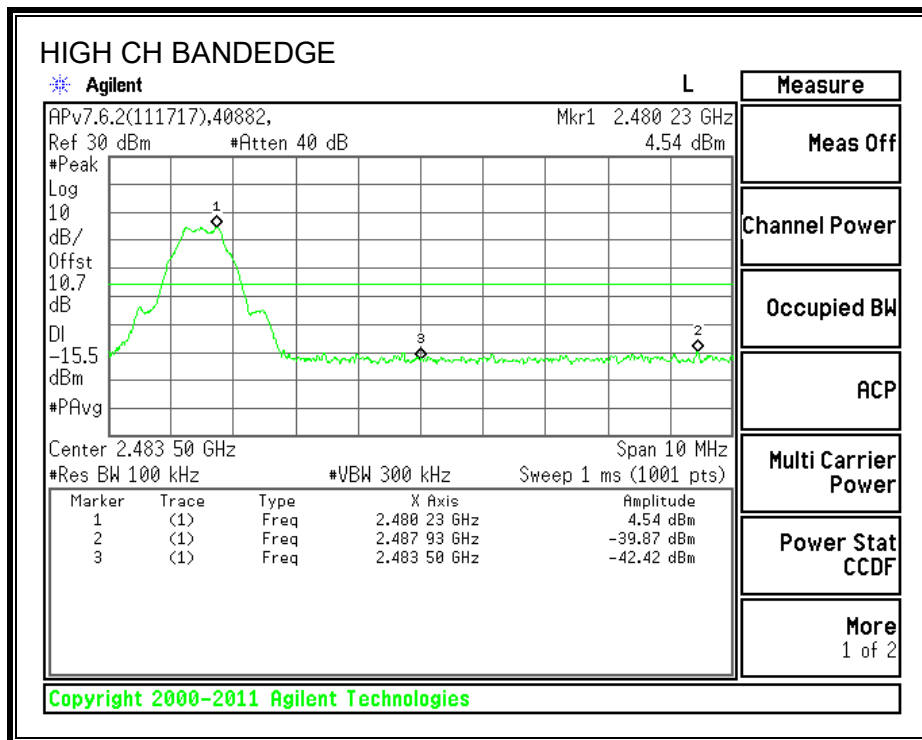 HIGH CH BANDEDGE
Agilent L
APv7.6.2(111717),40882, Mkr1 2.480 23 GHz
Ref 30 dBm #Atten 40 dB 4.54 dBm
#Peak
Log
10
dB/
Offst
10.7
dB
DI
-15.5
dBm
#PAvg
1
3
2
Center 2.483 50 GHz Span 10 MHz
#Res BW 100 kHz #VBW 300 kHz Sweep 1 ms (1001 pts)
Marker Trace Type X Axis Amplitude
1 (1) Freq 2.480 23 GHz 4.54 dBm
2 (1) Freq 2.487 93 GHz -39.87 dBm
3 (1) Freq 2.483 50 GHz -42.42 dBm
Measure
Meas Off
Channel Power
Occupied BW
ACP
Multi Carrier
Power
Power Stat
CCDF
More
1 of 2
Copyright 2000-2011 Agilent Technologies